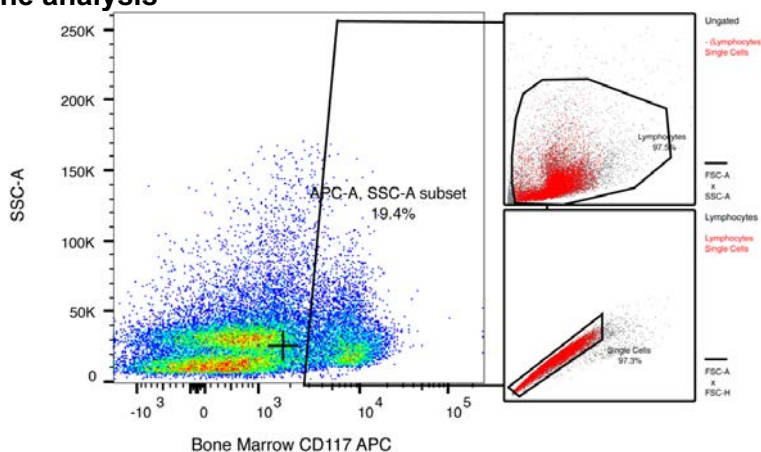 ne analysis
250K
200K
150K
100K
50K
0
SSC-A
APC-A, SSC-A subset
19.4%
-10 3
0
10 3
10 4
10 5
Bone Marrow CD117 APC
Lymphocytes
97.5%
Ungated
- (Lymphocytes
Single Cells
FSC-A
x
SSC-A
Single Cells
97.3%
Lymphocytes
Lymphocytes
Single Cells
FSC-A
x
FSC-H